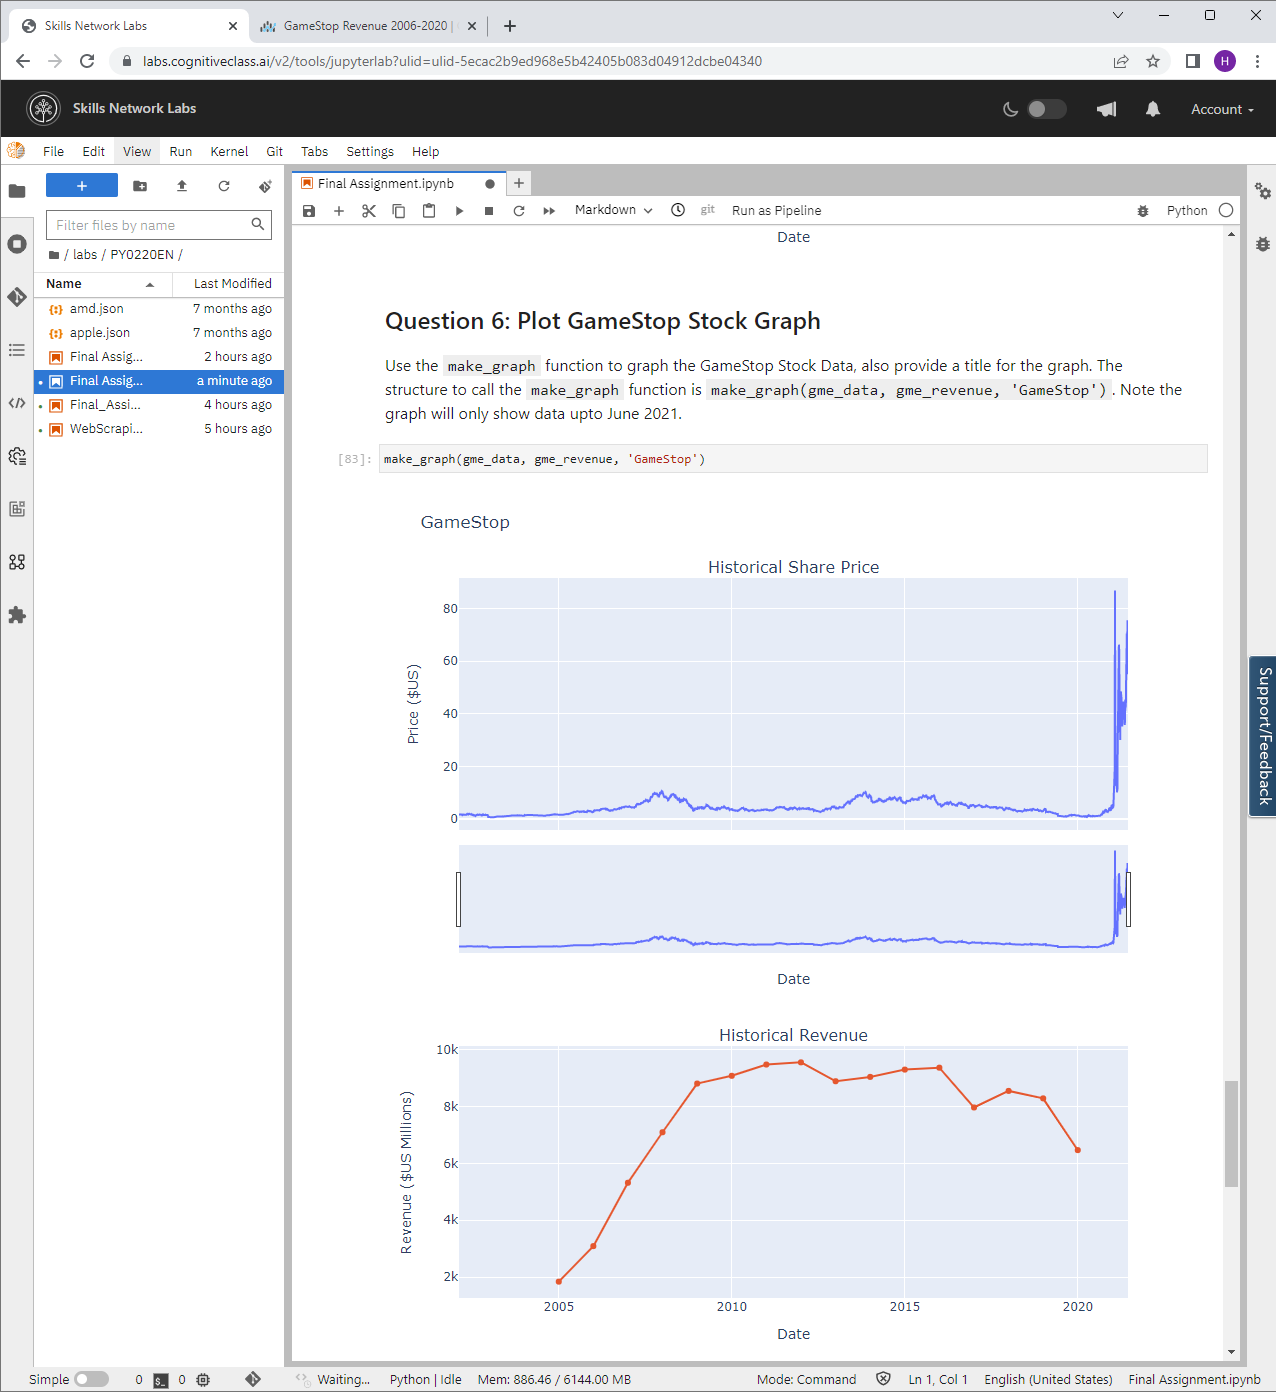 Skills Network Labs
GameStop Revenue 2006-2020 |
labs.cognitiveclass.ai/v2/tools/jupyterlab?ulid=ulid-5ecac2b9ed968e5b42405b083d04912dcbe04340
H
Skills Network Labs
Account
File Edit View Run Kernel Git Tabs Settings Help
Final Assignment.ipynb
Markdown git Run as Pipeline Python
Filter files by name
/ labs / PY0220EN /
Name Last Modified
amd.json 7 months ago
apple.json 7 months ago
Final Assig... 2 hours ago
Final Assig... a minute ago
Final_Assi... 4 hours ago
WebScrapi... 5 hours ago
Date
Question 6: Plot GameStop Stock Graph
Use the make_graph function to graph the GameStop Stock Data, also provide a title for the graph. The
structure to call the make_graph function is make_graph(gme_data, gme_revenue, 'GameStop'). Note the
graph will only show data upto June 2021.
[83]: make_graph(gme_data, gme_revenue, 'GameStop')
GameStop
Historical Share Price
80
60
40
20
0
Price ($US)
Date
Historical Revenue
10k
8k
6k
4k
2k
Revenue ($US Millions)
2005 2010 2015 2020
Date
Support/Feedback
Simple 0 $_ 0 Waiting... Python | Idle Mem: 886.46 / 6144.00 MB Mode: Command Ln 1, Col 1 English (United States) Final Assignment.ipynb